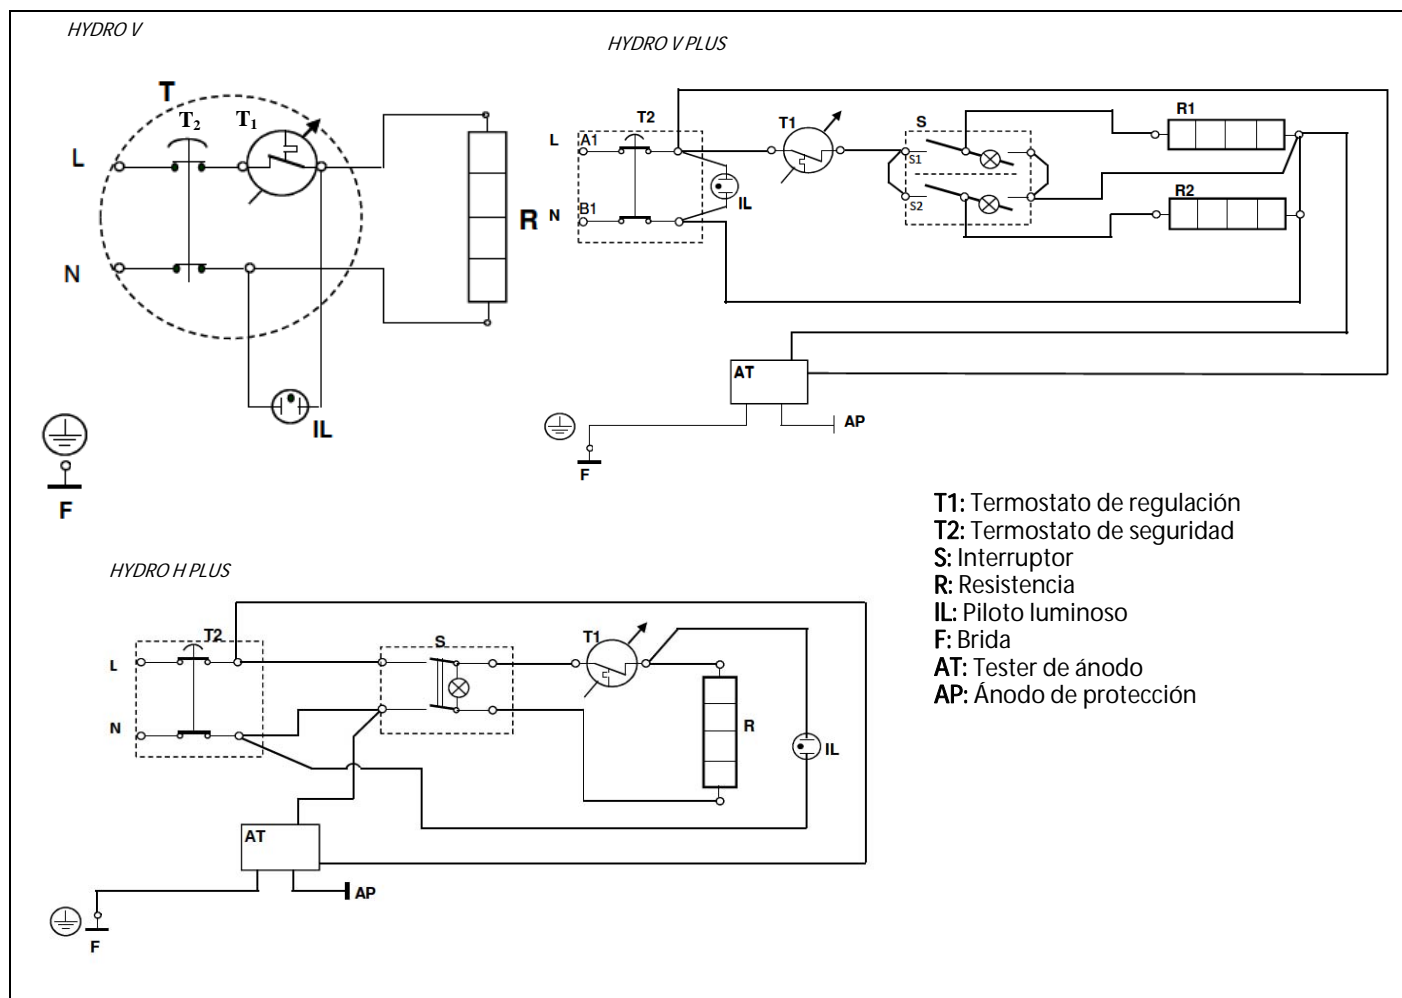 HYDRO V
T
T2 T1
L
N
R
IL
F
HYDRO V PLUS
T2
T1
S
R1
L
A1
S1
IL
R2
N
B1
S2
AT
AP
F
HYDRO H PLUS
T2
S
T1
L
N
R
IL
AT
AP
F
T1: Termostato de regulación
T2: Termostato de seguridad
S: Interruptor
R: Resistencia
IL: Piloto luminoso
F: Brida
AT: Tester de ánodo
AP: Ánodo de protección